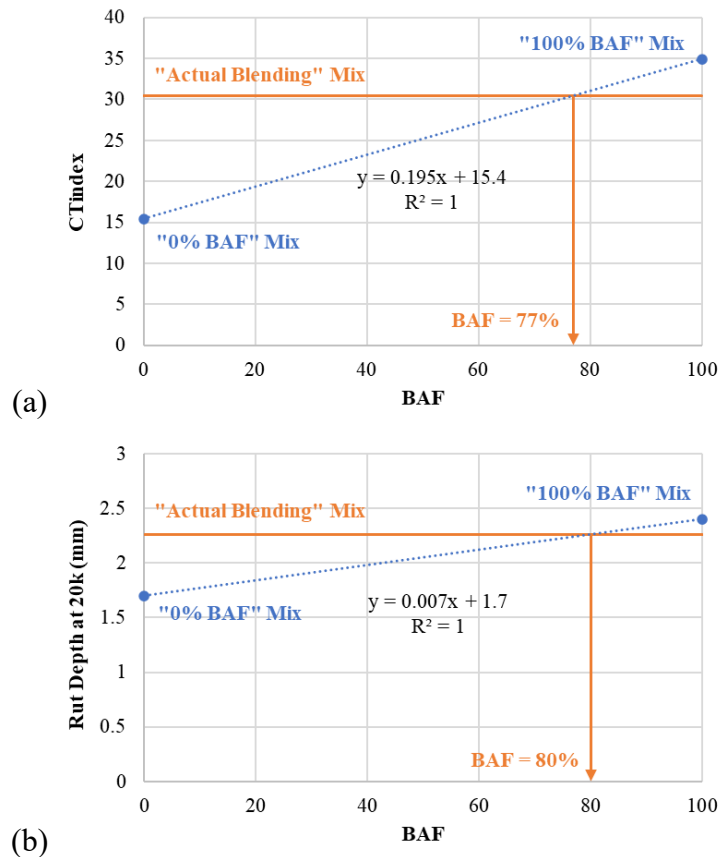 40
35
30
25
20
15
10
5
0
CTindex
"100% BAF" Mix
"Actual Blending" Mix
y = 0.195x + 15.4
R² = 1
"0% BAF" Mix
BAF = 77%
0 20 40 60 80 100
BAF
(a)
3
2.5
2
1.5
1
0.5
0
Rut Depth at 20k (mm)
"100% BAF" Mix
"Actual Blending" Mix
y = 0.007x + 1.7
R² = 1
"0% BAF" Mix
BAF = 80%
0 20 40 60 80 100
BAF
(b)